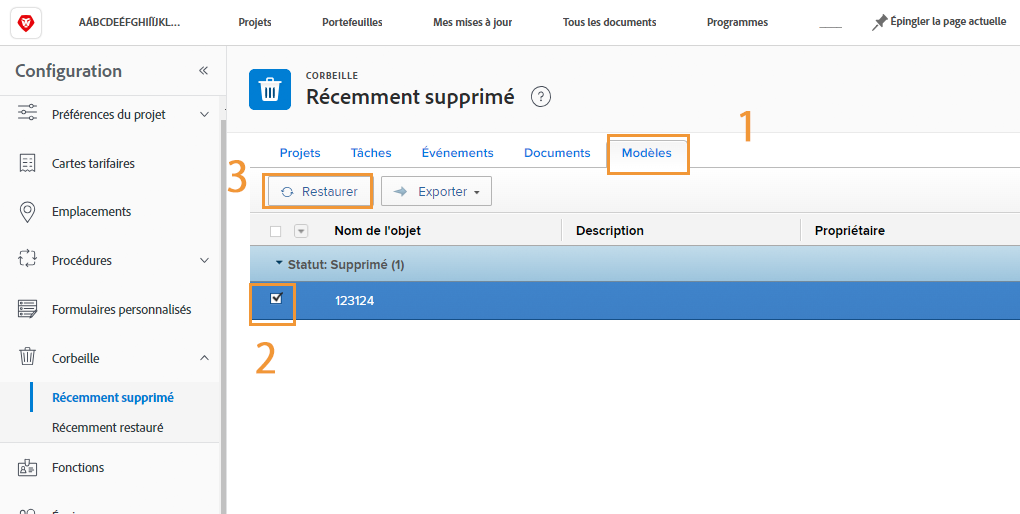 AÁBCDEÉFGHIÍÏJKL... Projets Portefeuilles Mes mises à jour Tous les documents Programmes Épingler la page actuelle
Configuration «
Préférences du projet
Cartes tarifaires
Emplacements
Procédures
Formulaires personnalisés
Corbeille
Récemment supprimé
Récemment restauré
Fonctions
CORBEILLE
Récemment supprimé ?
1
Projets Tâches Événements Documents Modèles
3
Restaurer Exporter
Nom de l'objet Description Propriétaire
Statut: Supprimé (1)
123124
2